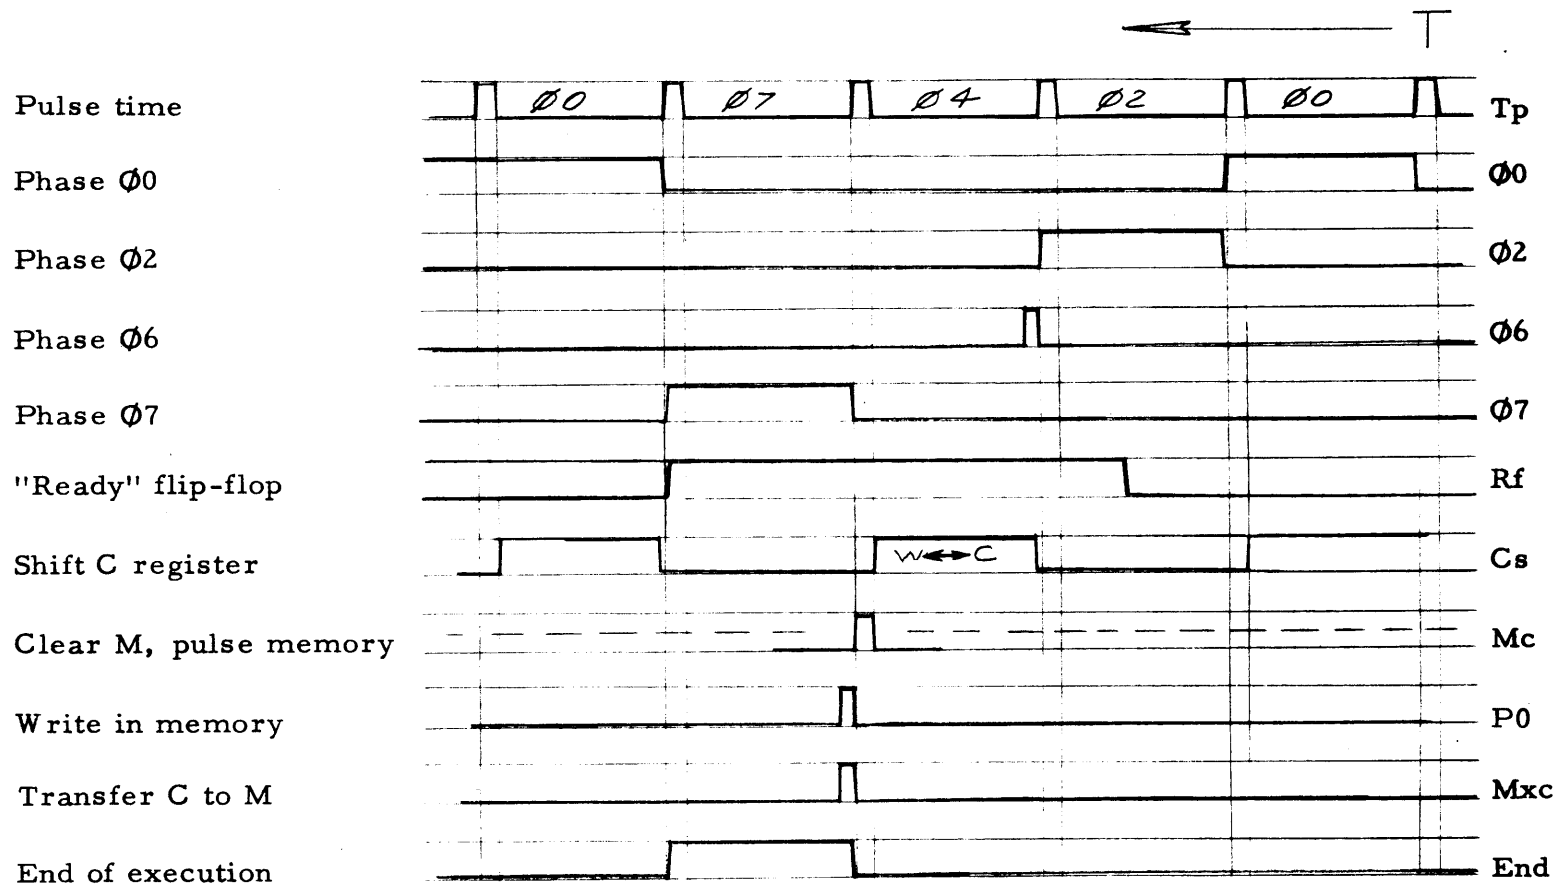 T
Pulse time Ø0 Ø7 Ø4 Ø2 Ø0 Tp
Phase Ø0 Ø0
Phase Ø2 Ø2
Phase Ø6 Ø6
Phase Ø7 Ø7
"Ready" flip-flop Rf
Shift C register W↔C Cs
Clear M, pulse memory Mc
Write in memory P0
Transfer C to M Mxc
End of execution End